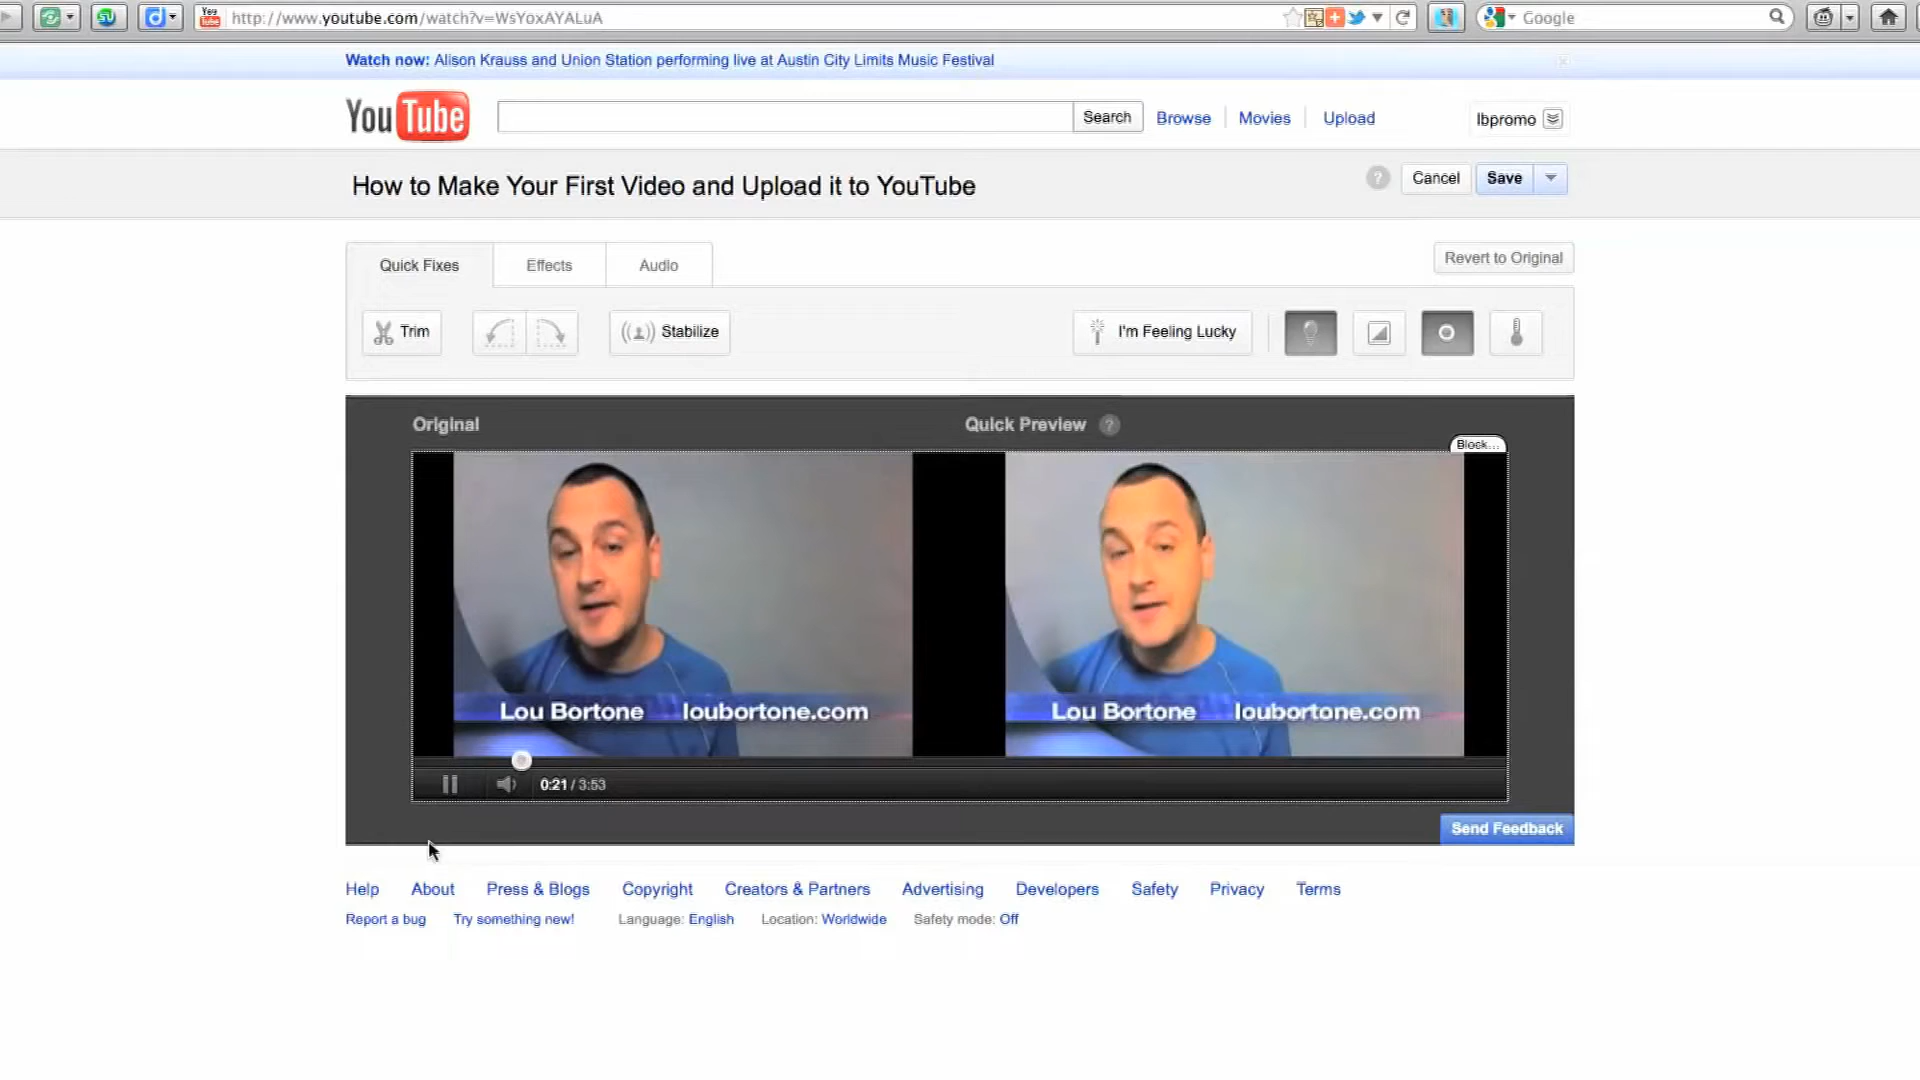 http://www.youtube.com/watch?v=WsYoxAYALuA
Google
Watch now: Alison Krauss and Union Station performing live at Austin City Limits Music Festival
YouTube
Search
Browse
Movies
Upload
lbpromo
How to Make Your First Video and Upload it to YouTube
Cancel
Save
Quick Fixes
Effects
Audio
Revert to Original
Trim
Stabilize
I'm Feeling Lucky
Original
Quick Preview
Block...
Lou Bortone loubortone.com
Lou Bortone loubortone.com
0:21 / 3:53
Send Feedback
Help About Press & Blogs Copyright Creators & Partners Advertising Developers Safety Privacy Terms
Report a bug Try something new! Language: English Location: Worldwide Safety mode: Off